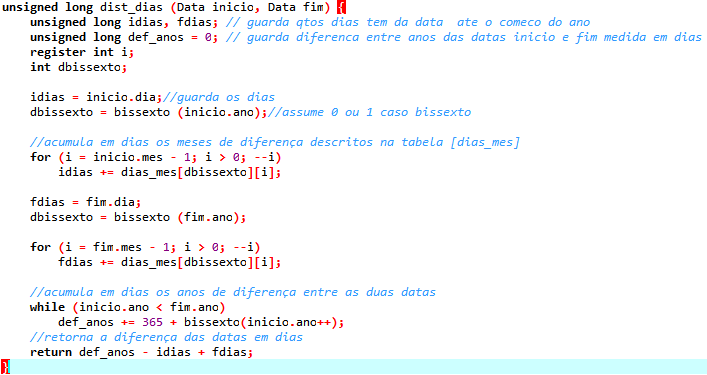 unsigned long dist_dias (Data inicio, Data fim) {
    unsigned long idias, fdias; // guarda qtos dias tem da data  ate o comeco do ano
    unsigned long def_anos = 0; // guarda diferenca entre anos das datas inicio e fim medida em dias
    register int i;
    int dbissexto;

    idias = inicio.dia;//guarda os dias
    dbissexto = bissexto (inicio.ano);//assume 0 ou 1 caso bissexto

    //acumula em dias os meses de diferença descritos na tabela [dias_mes]
    for (i = inicio.mes - 1; i > 0; --i)
        idias += dias_mes[dbissexto][i];

    fdias = fim.dia;
    dbissexto = bissexto (fim.ano);

    for (i = fim.mes - 1; i > 0; --i)
        fdias += dias_mes[dbissexto][i];

    //acumula em dias os anos de diferença entre as duas datas
    while (inicio.ano < fim.ano)
        def_anos += 365 + bissexto(inicio.ano++);
    //retorna a diferença das datas em dias
    return def_anos - idias + fdias;
}